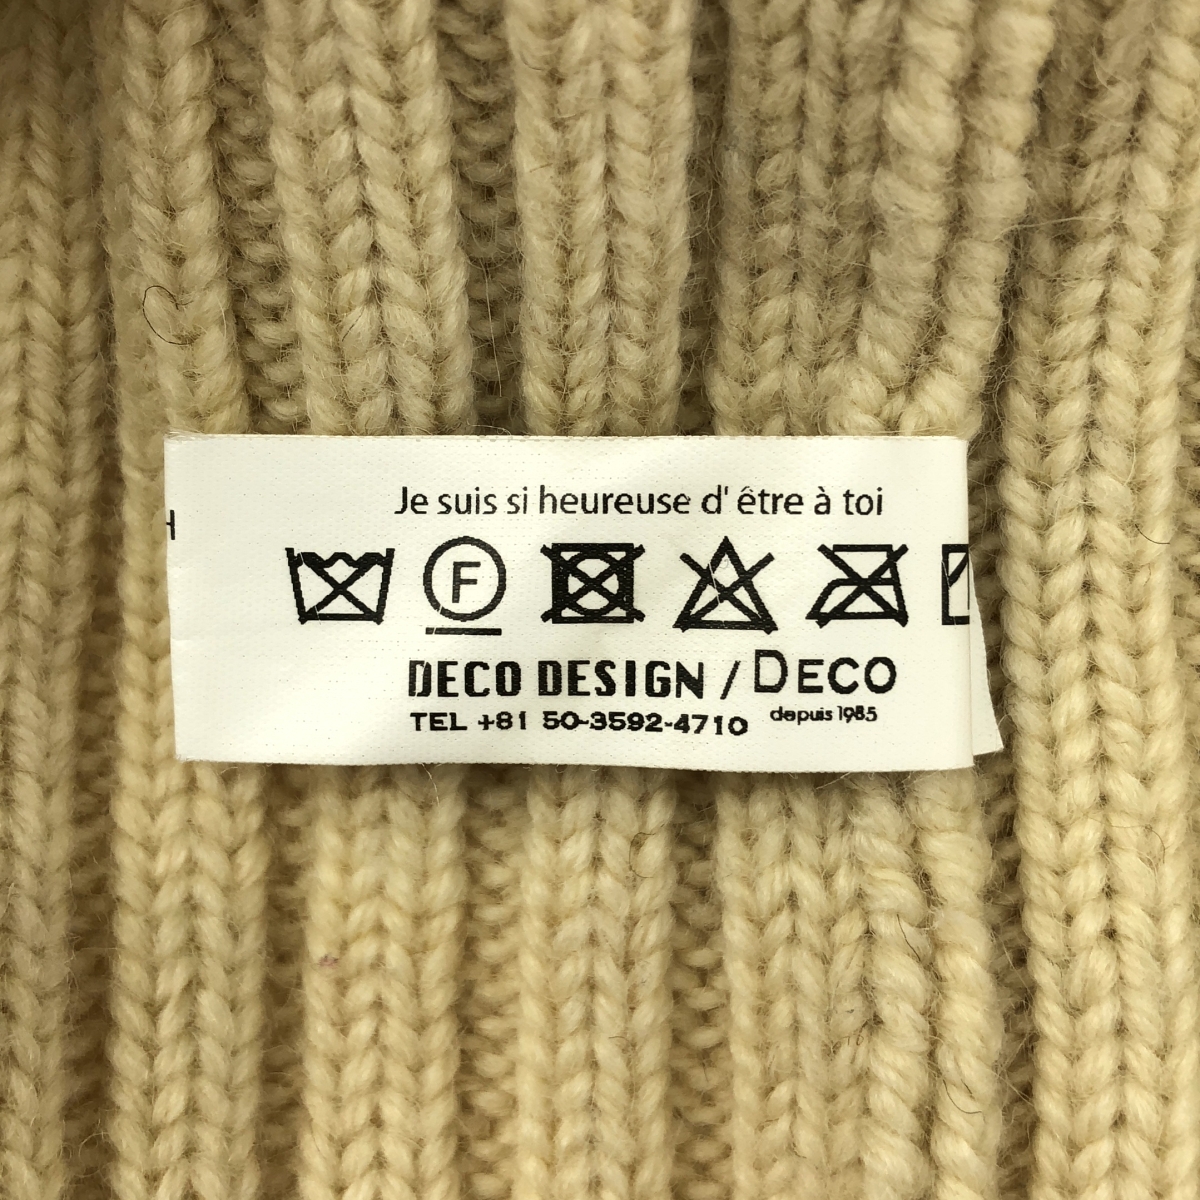 Je suis si heureuse d' être à toi
H
F
DECO DESIGN / DECO
TEL +81 50-3592-4710 depuis 1985